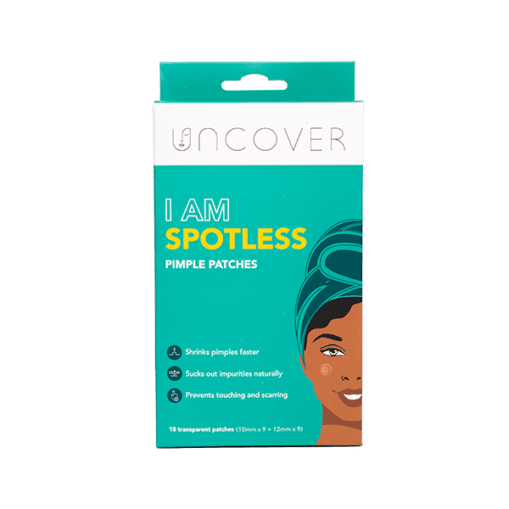 UNCOVER
I AM
SPOTLESS
PIMPLE PATCHES
Shrinks pimples faster
Sucks out impurities naturally
Prevents touching and scarring
18 transparent patches (10mm x 9 + 12mm x 9)